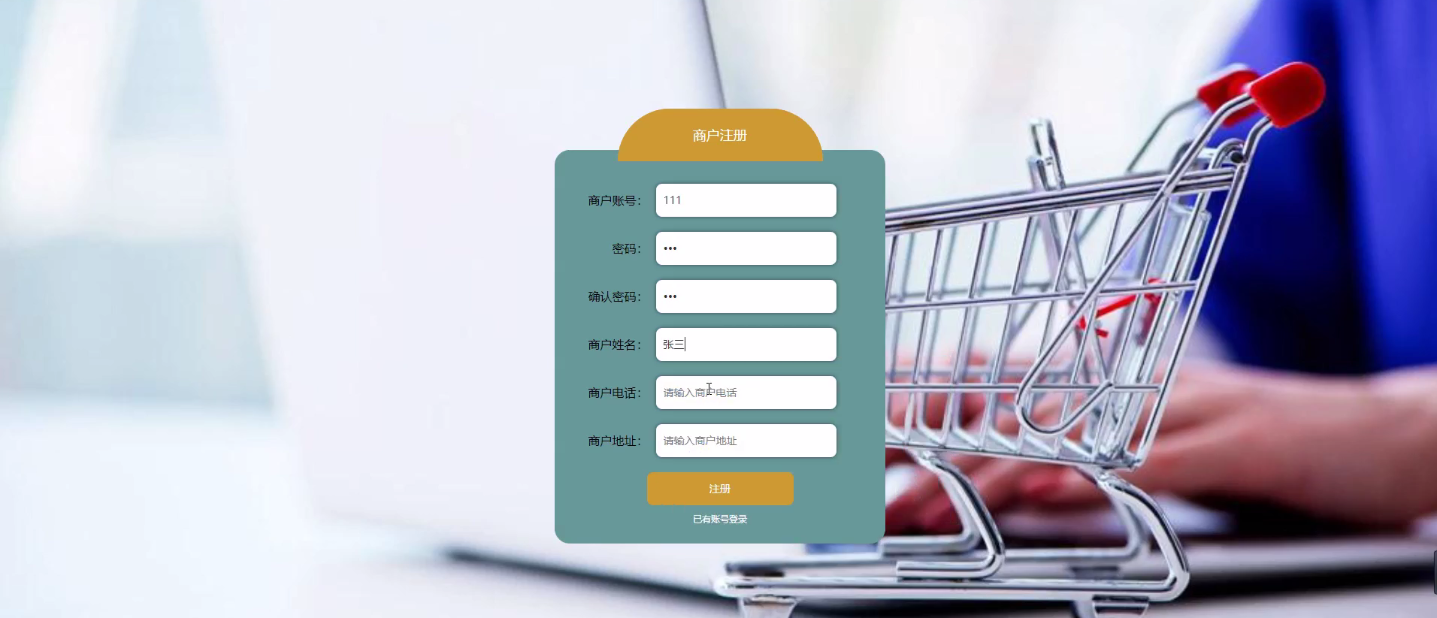 商户注册
商户账号： 111
密码： •••
确认密码： •••
商户姓名： 张三
商户电话： 请输入商户电话
商户地址： 请输入商户地址
注册
已有账号登录